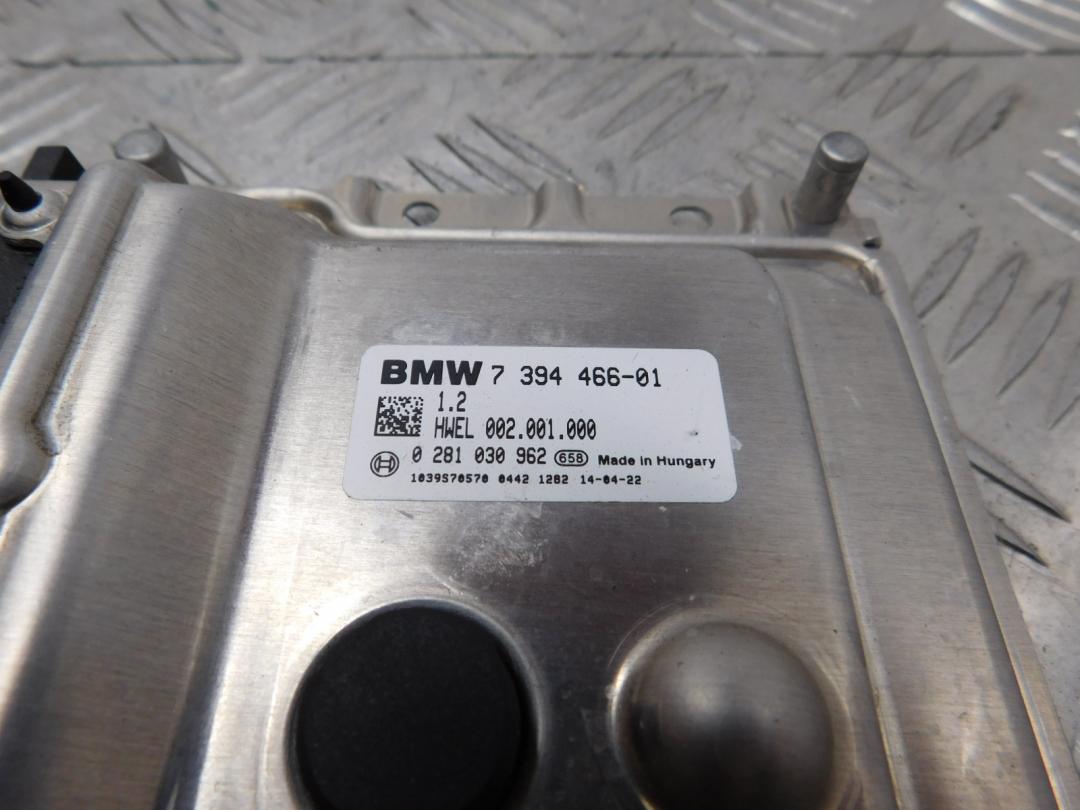 BMW 7 394 466-01
1.2
HWEL 002.001.000
0 281 030 962 658 Made in Hungary
1039S70570 0442 1282 14-04-22